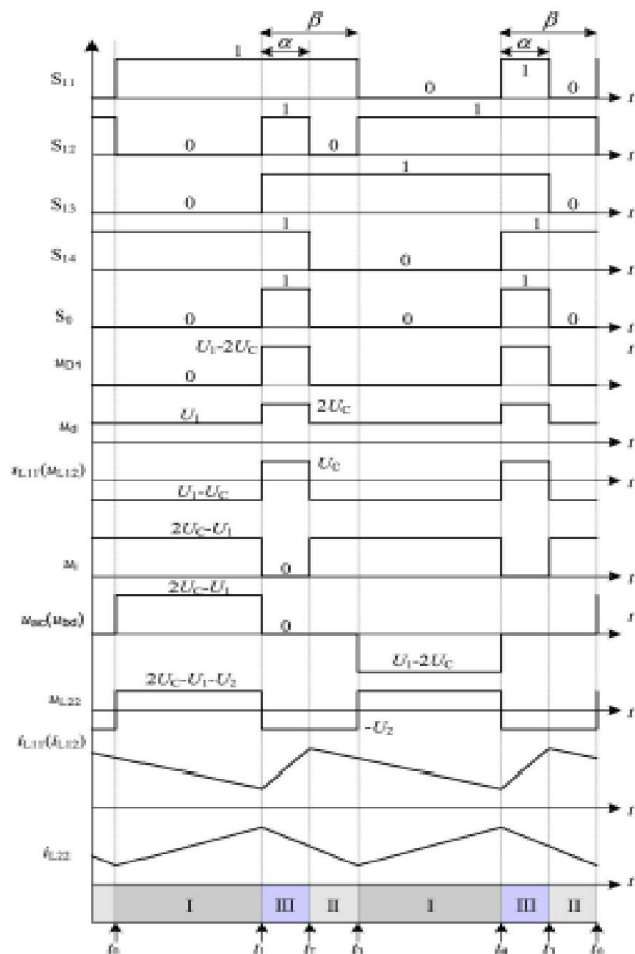 β β
α α
S11 1 0 1 0 t
S12 0 1 0 1 t
S13 0 1 0 t
S14 1 0 1 t
S0 0 1 0 1 0 t
uD1 0 U1-2UC t
ud U1 2UC t
uL11(uL12) U1-UC UC t
2UC-U1
0 t
uac(ubd) 2UC-U1 0 U1-2UC t
uL22 2UC-U1-U2 -U2 t
iL11(iL12) t
iL22 t
I III II I III II
t0 t1 t2 t3 t4 t5 t6